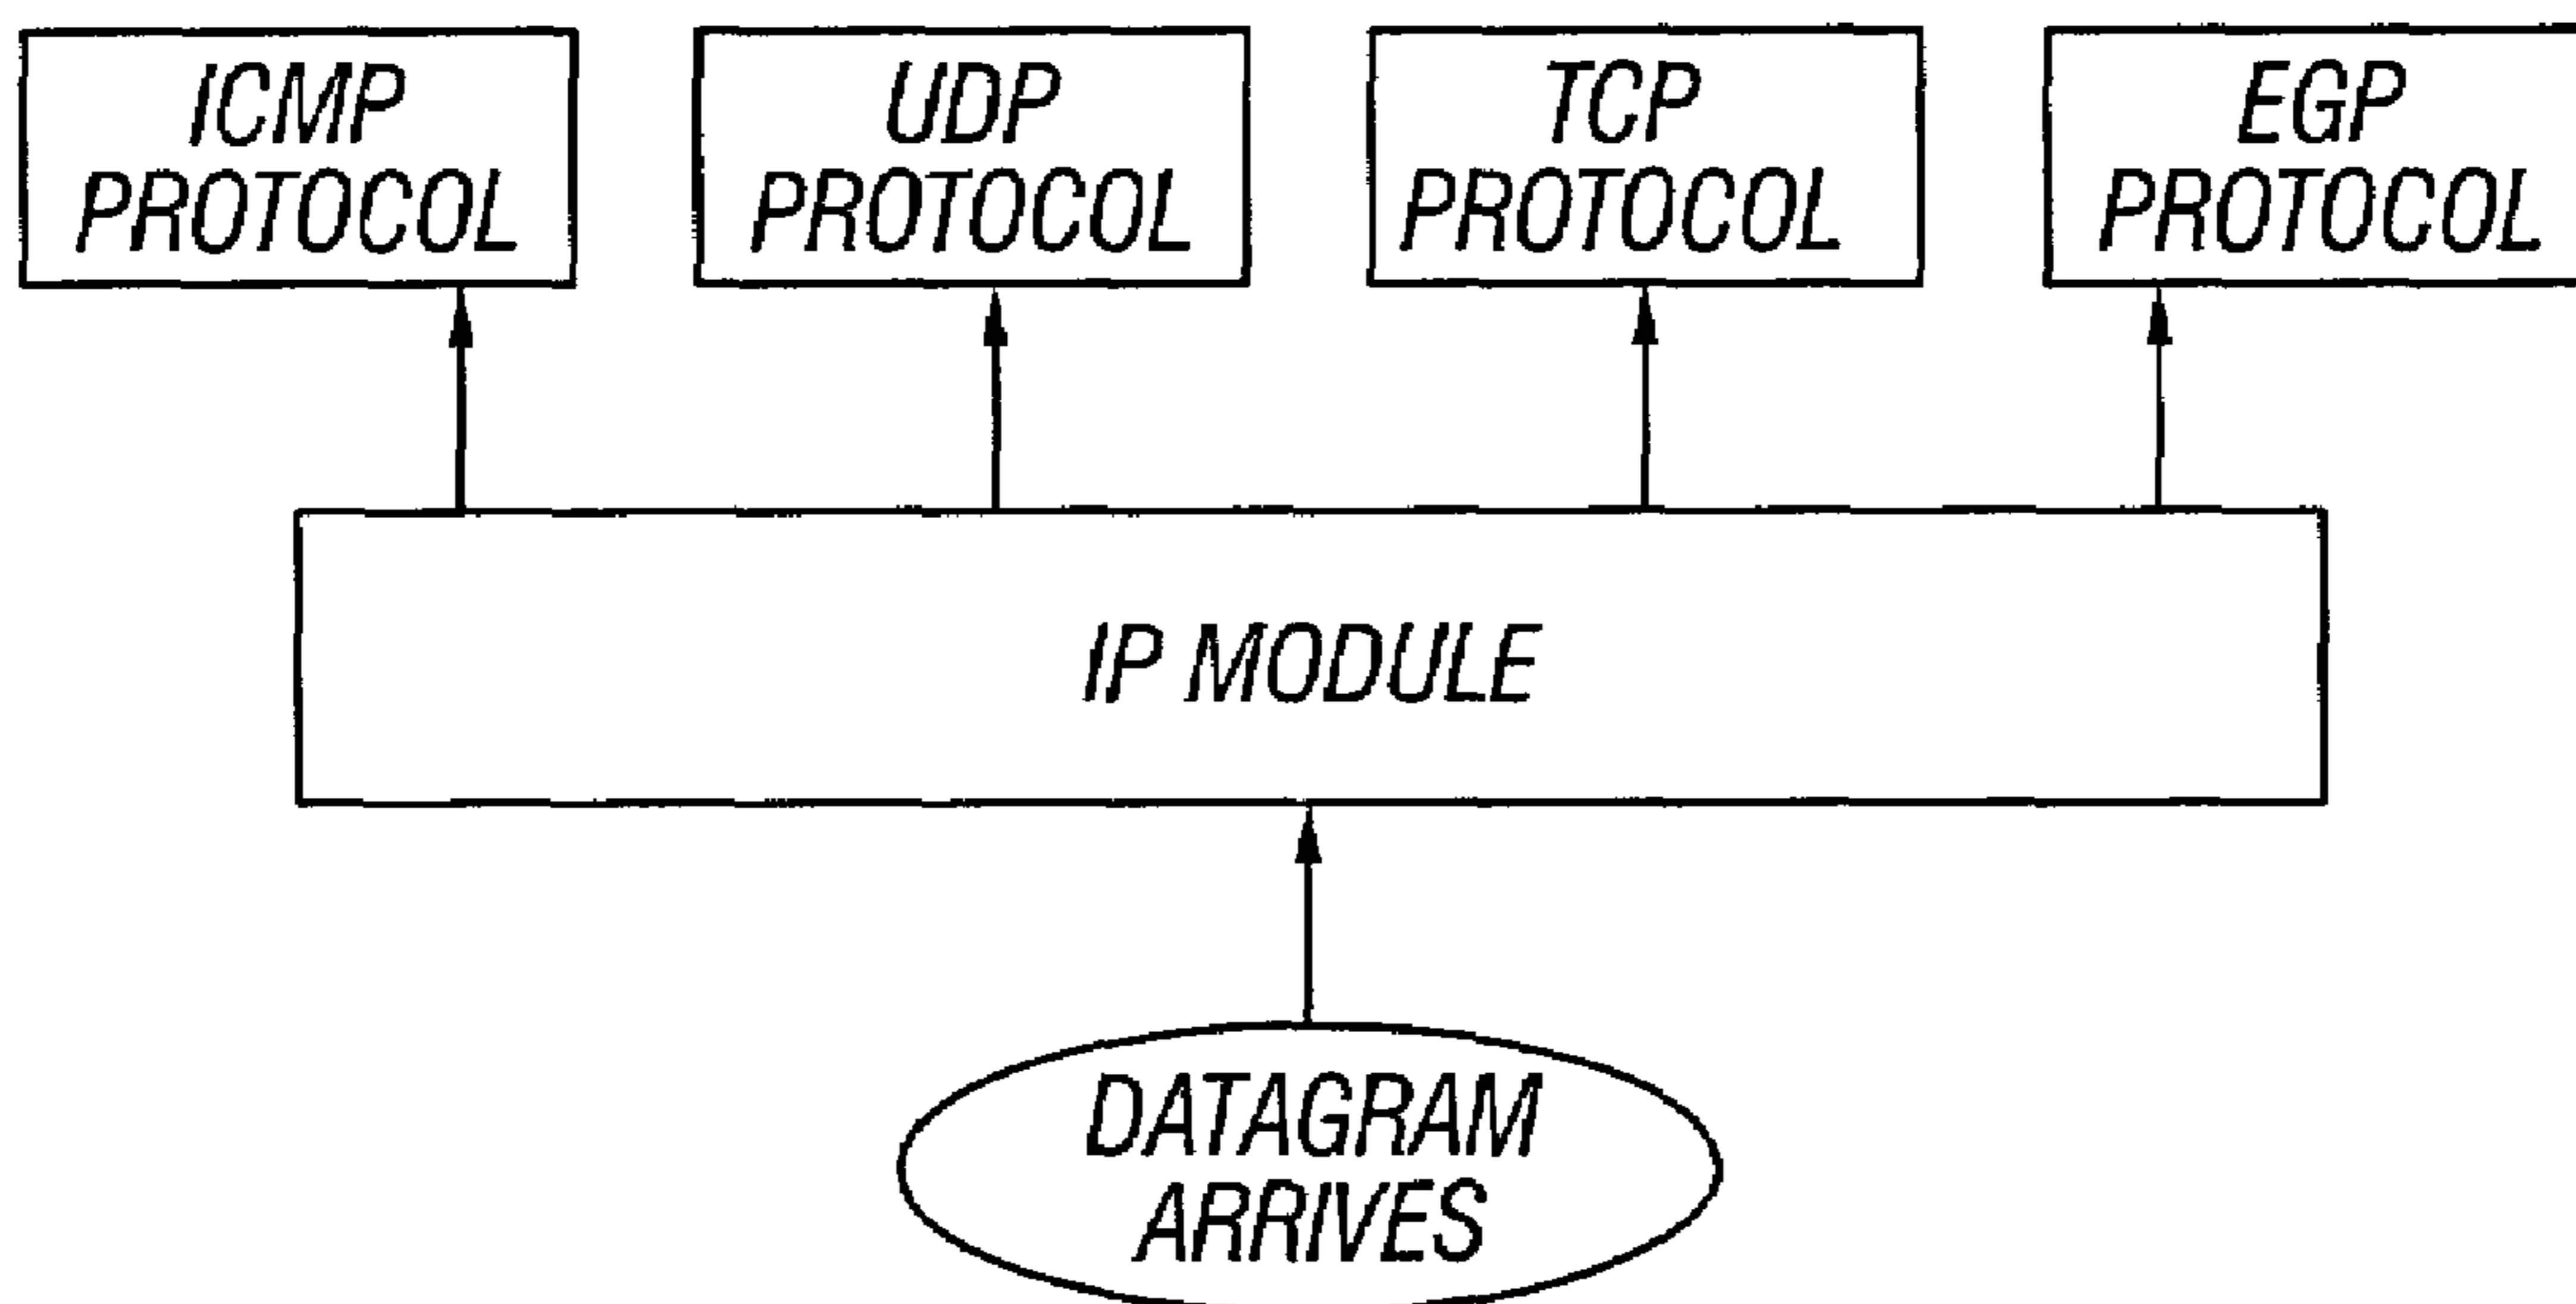 ICMP
PROTOCOL
UDP
PROTOCOL
TCP
PROTOCOL
EGP
PROTOCOL
IP MODULE
DATAGRAM
ARRIVES